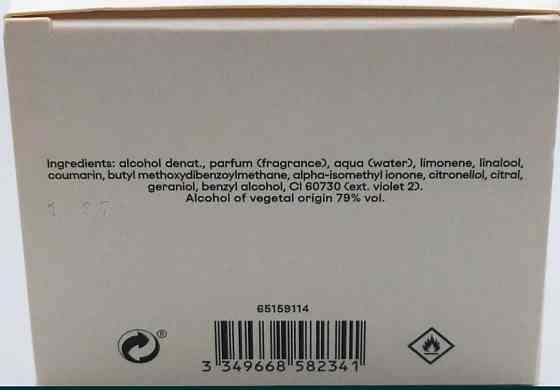 Ingredients: alcohol denat., parfum (fragrance), aqua (water), limonene, linalool,
coumarin, butyl methoxydibenzoylmethane, alpha-isomethyl ionone, citronellol, citral,
geraniol, benzyl alcohol, CI 60730 (ext. violet 2).
Alcohol of vegetal origin 79% vol.
65159114
®
3 349668 582341